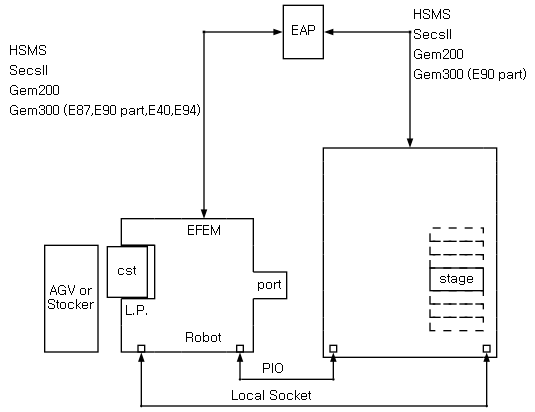 EAP
HSMS
SecsII
Gem200
Gem300 (E90 part)
HSMS
SecsII
Gem200
Gem300 (E87,E90 part,E40,E94)
EFEM
cst
port
stage
AGV or
Stocker
L.P.
Robot
PIO
Local Socket